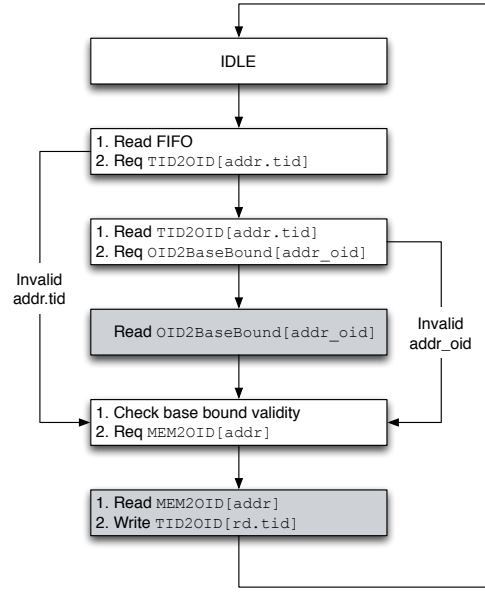 IDLE
1. Read FIFO
2. Req TID2OID[addr.tid]
1. Read TID2OID[addr.tid]
2. Req OID2BaseBound[addr_oid]
Invalid
addr.tid
Read OID2BaseBound[addr_oid]
Invalid
addr_oid
1. Check base bound validity
2. Req MEM2OID[addr]
1. Read MEM2OID[addr]
2. Write TID2OID[rd.tid]